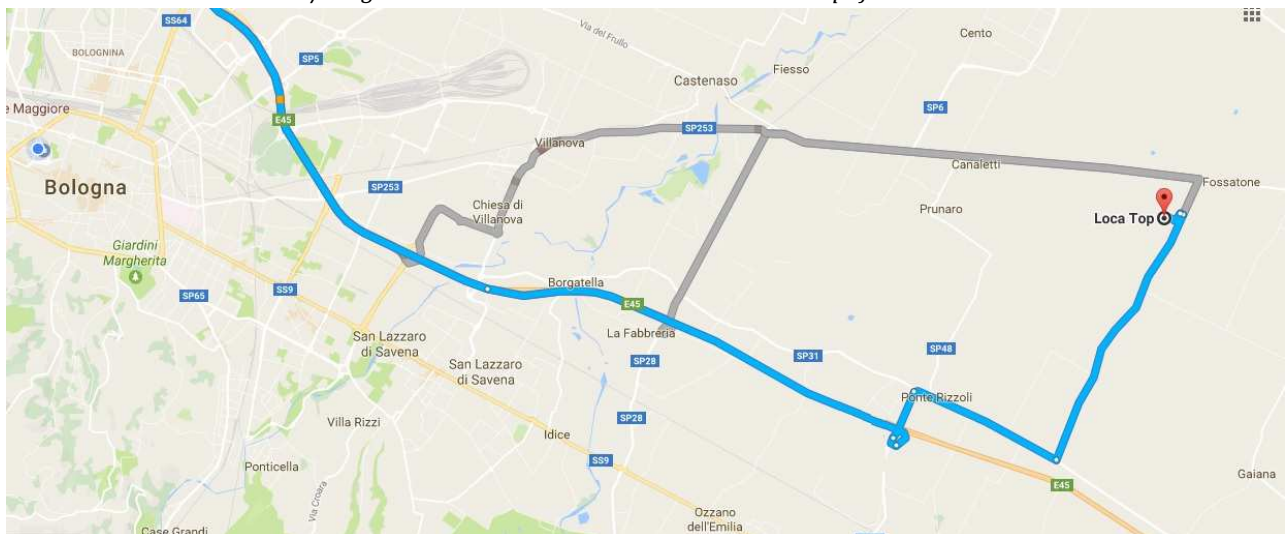 SS64
Via del Frullo
Cento
BOLOGNINA
SP5
Fiesso
Castenaso
e Maggiore
SP6
E45
SP253
Villanova
Canaletti
Fossatone
Bologna
SP253
Chiesa di
Villanova
Prunaro
Loca Top
Giardini
Margherita
SP65
SS9
Borgatella
E45
San Lazzaro
di Savena
La Fabbreria
SP28
SP31
SP48
San Lazzaro
di Savena
Ponte Rizzoli
Villa Rizzi
SP28
Idice
Ponticella
SS9
Via Croara
E45
Gaiana
Ozzano
dell'Emilia
Case Grandi